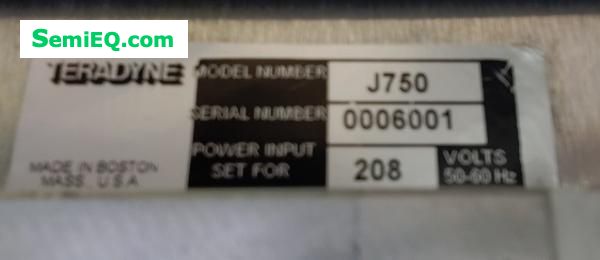 SemiEQ.com
TERADYNE
MODEL NUMBER J750
SERIAL NUMBER 0006001
POWER INPUT
SET FOR 208 VOLTS
50-60 Hz
MADE IN BOSTON
MASS., U.S.A